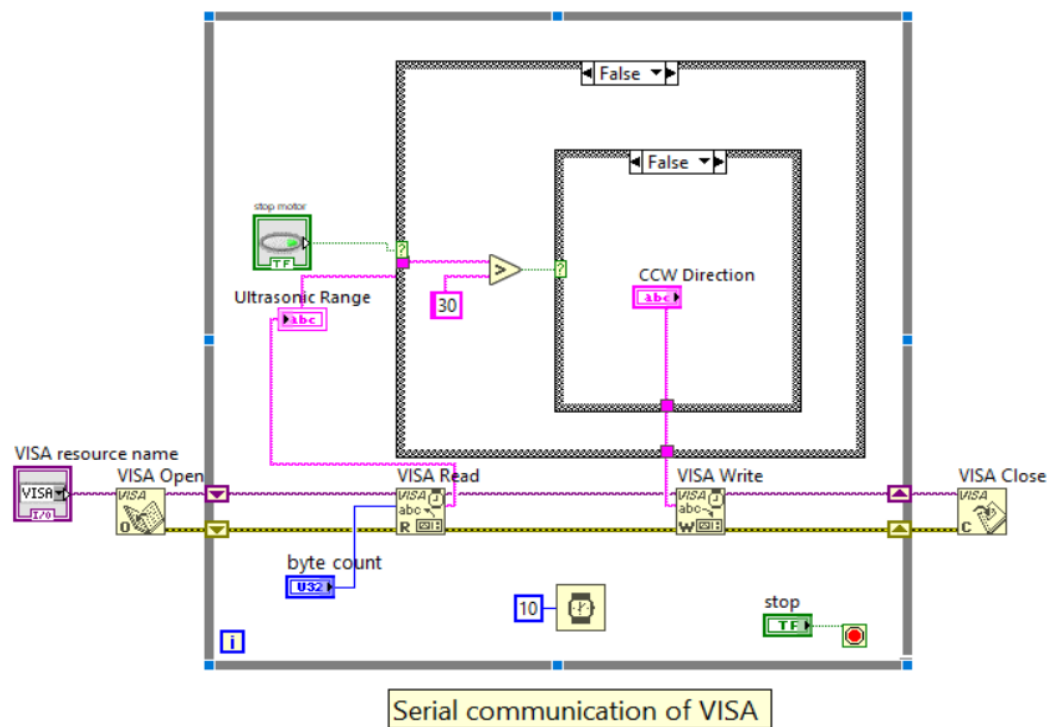 False
False
stop motor
TF
?
>
?
CCW Direction
abc
30
Ultrasonic Range
abc
VISA resource name
VISA
I/O
VISA Open
VISA
O
VISA Read
VISA
abc
R
VISA Write
VISA
abc
W
VISA Close
VISA
C
byte count
U32
10
stop
TF
i
Serial communication of VISA